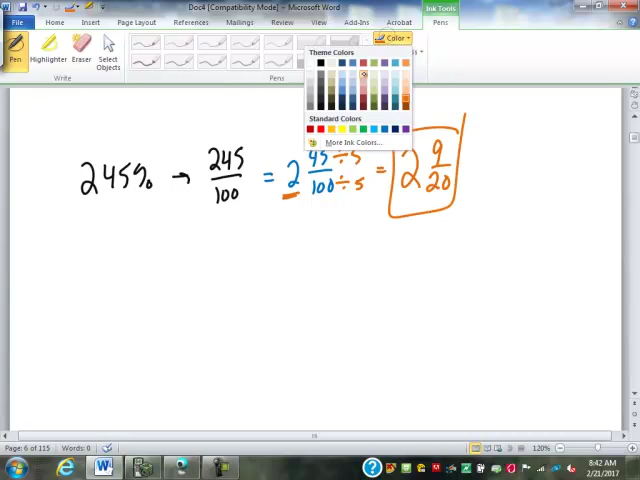 Doc4 [Compatibility Mode] - Microsoft Word
Ink Tools
File Home Insert Page Layout References Mailings Review View Add-Ins Acrobat Pens
Pen Highlighter Eraser Select Objects
Color
Write Pens
Theme Colors
Standard Colors
More Ink Colors...
245% → 245/100 = 2 45/100 ÷5/÷5 = 2 9/20
Page: 6 of 115 Words: 0 120%
8:42 AM
2/21/2017